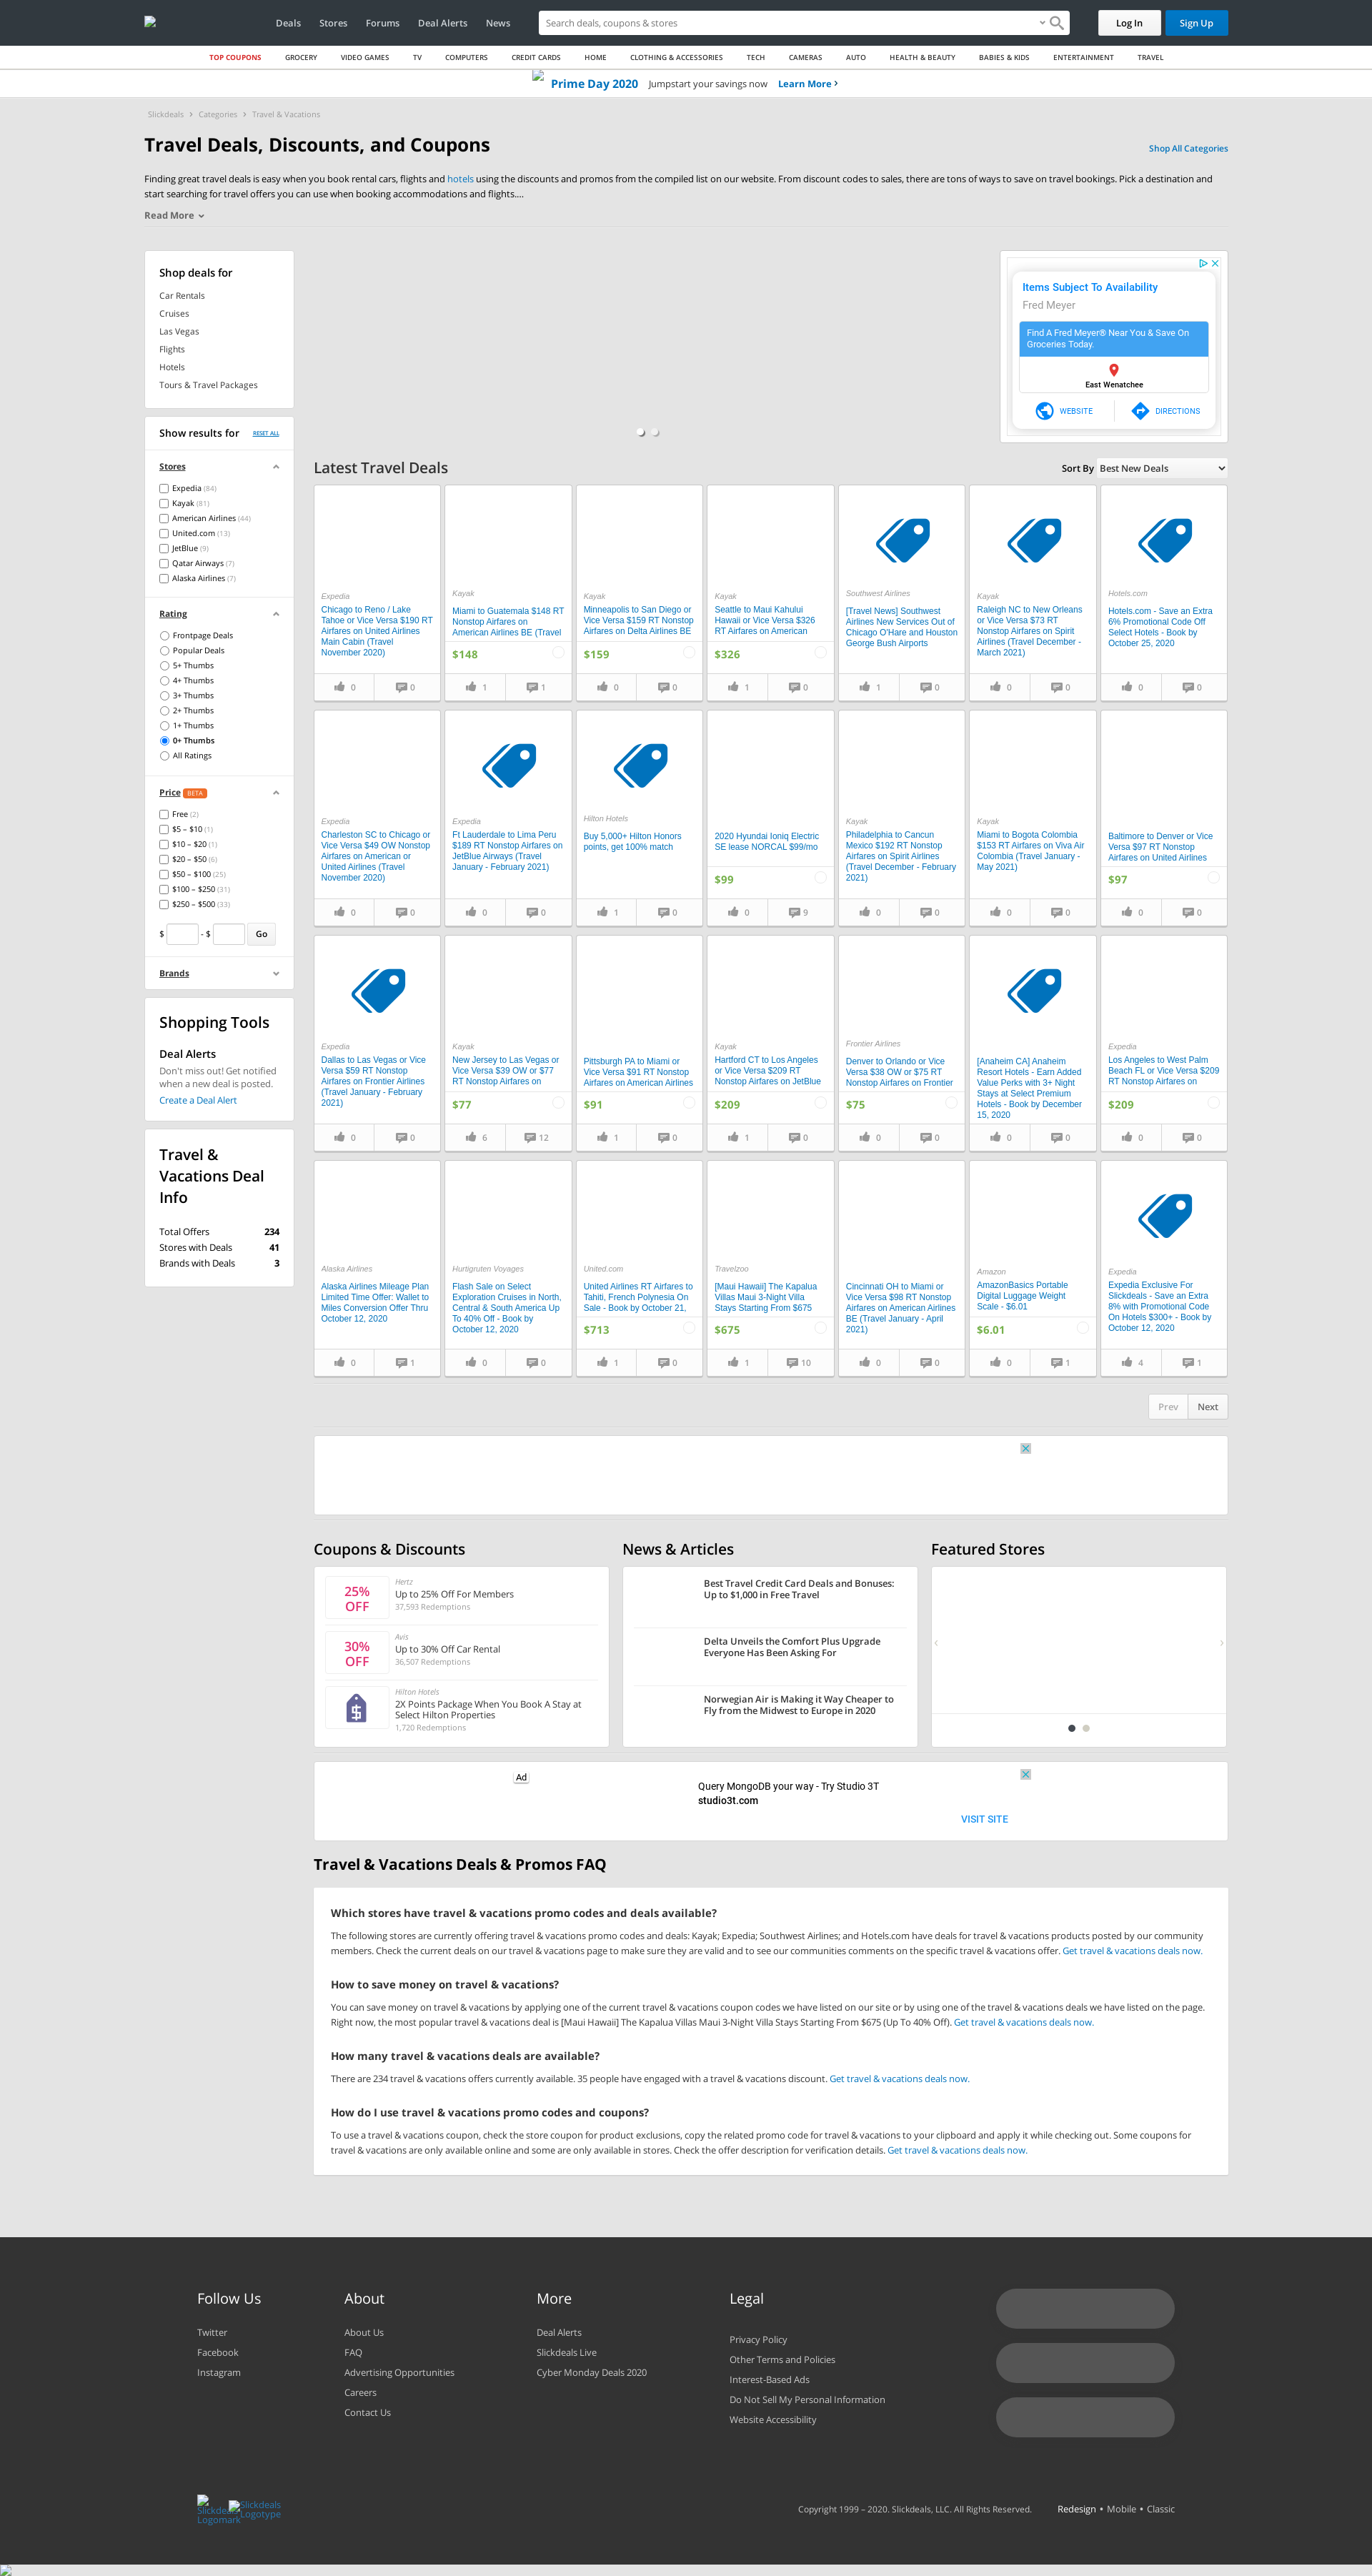 Deals Stores Forums Deal Alerts News Search deals, coupons & stores Log In Sign Up
TOP COUPONS GROCERY VIDEO GAMES TV COMPUTERS CREDIT CARDS HOME CLOTHING & ACCESSORIES TECH CAMERAS AUTO HEALTH & BEAUTY BABIES & KIDS ENTERTAINMENT TRAVEL
Prime Day 2020 Jumpstart your savings now Learn More
Slickdeals Categories Travel & Vacations
Travel Deals, Discounts, and Coupons
Shop All Categories
Finding great travel deals is easy when you book rental cars, flights and hotels using the discounts and promos from the compiled list on our website. From discount codes to sales, there are tons of ways to save on travel bookings. Pick a destination and
start searching for travel offers you can use when booking accommodations and flights....
Read More
Shop deals for
Car Rentals
Cruises
Las Vegas
Flights
Hotels
Tours & Travel Packages
Show results for RESET ALL
Stores
Expedia (84)
Kayak (81)
American Airlines (44)
United.com (13)
JetBlue (9)
Qatar Airways (7)
Alaska Airlines (7)
Rating
Frontpage Deals
Popular Deals
5+ Thumbs
4+ Thumbs
3+ Thumbs
2+ Thumbs
1+ Thumbs
0+ Thumbs
All Ratings
Price BETA
Free (2)
$5 – $10 (1)
$10 – $20 (1)
$20 – $50 (6)
$50 – $100 (25)
$100 – $250 (31)
$250 – $500 (33)
$ - $ Go
Brands
Shopping Tools
Deal Alerts
Don't miss out! Get notified
when a new deal is posted.
Create a Deal Alert
Travel &
Vacations Deal
Info
Total Offers 234
Stores with Deals 41
Brands with Deals 3
Items Subject To Availability
Fred Meyer
Find A Fred Meyer® Near You & Save On
Groceries Today.
East Wenatchee
WEBSITE DIRECTIONS
Latest Travel Deals
Sort By Best New Deals
Expedia
Chicago to Reno / Lake
Tahoe or Vice Versa $190 RT
Airfares on United Airlines
Main Cabin (Travel
November 2020)
0 0
Kayak
Miami to Guatemala $148 RT
Nonstop Airfares on
American Airlines BE (Travel
$148
1 1
Kayak
Minneapolis to San Diego or
Vice Versa $159 RT Nonstop
Airfares on Delta Airlines BE
$159
0 0
Kayak
Seattle to Maui Kahului
Hawaii or Vice Versa $326
RT Airfares on American
$326
1 0
Southwest Airlines
[Travel News] Southwest
Airlines New Services Out of
Chicago O'Hare and Houston
George Bush Airports
1 0
Kayak
Raleigh NC to New Orleans
or Vice Versa $73 RT
Nonstop Airfares on Spirit
Airlines (Travel December -
March 2021)
0 0
Hotels.com
Hotels.com - Save an Extra
6% Promotional Code Off
Select Hotels - Book by
October 25, 2020
0 0
Expedia
Charleston SC to Chicago or
Vice Versa $49 OW Nonstop
Airfares on American or
United Airlines (Travel
November 2020)
0 0
Expedia
Ft Lauderdale to Lima Peru
$189 RT Nonstop Airfares on
JetBlue Airways (Travel
January - February 2021)
0 0
Hilton Hotels
Buy 5,000+ Hilton Honors
points, get 100% match
1 0
2020 Hyundai Ioniq Electric
SE lease NORCAL $99/mo
$99
0 9
Kayak
Philadelphia to Cancun
Mexico $192 RT Nonstop
Airfares on Spirit Airlines
(Travel December - February
2021)
0 0
Kayak
Miami to Bogota Colombia
$153 RT Airfares on Viva Air
Colombia (Travel January -
May 2021)
0 0
Baltimore to Denver or Vice
Versa $97 RT Nonstop
Airfares on United Airlines
$97
0 0
Expedia
Dallas to Las Vegas or Vice
Versa $59 RT Nonstop
Airfares on Frontier Airlines
(Travel January - February
2021)
0 0
Kayak
New Jersey to Las Vegas or
Vice Versa $39 OW or $77
RT Nonstop Airfares on
$77
6 12
Pittsburgh PA to Miami or
Vice Versa $91 RT Nonstop
Airfares on American Airlines
$91
1 0
Kayak
Hartford CT to Los Angeles
or Vice Versa $209 RT
Nonstop Airfares on JetBlue
$209
1 0
Frontier Airlines
Denver to Orlando or Vice
Versa $38 OW or $75 RT
Nonstop Airfares on Frontier
$75
0 0
[Anaheim CA] Anaheim
Resort Hotels - Earn Added
Value Perks with 3+ Night
Stays at Select Premium
Hotels - Book by December
15, 2020
0 0
Expedia
Los Angeles to West Palm
Beach FL or Vice Versa $209
RT Nonstop Airfares on
$209
0 0
Alaska Airlines
Alaska Airlines Mileage Plan
Limited Time Offer: Wallet to
Miles Conversion Offer Thru
October 12, 2020
0 1
Hurtigruten Voyages
Flash Sale on Select
Exploration Cruises in North,
Central & South America Up
To 40% Off - Book by
October 12, 2020
0 0
United.com
United Airlines RT Airfares to
Tahiti, French Polynesia On
Sale - Book by October 21,
$713
1 0
Travelzoo
[Maui Hawaii] The Kapalua
Villas Maui 3-Night Villa
Stays Starting From $675
$675
1 10
Cincinnati OH to Miami or
Vice Versa $98 RT Nonstop
Airfares on American Airlines
BE (Travel January - April
2021)
0 0
Amazon
AmazonBasics Portable
Digital Luggage Weight
Scale - $6.01
$6.01
0 1
Expedia
Expedia Exclusive For
Slickdeals - Save an Extra
8% with Promotional Code
On Hotels $300+ - Book by
October 12, 2020
4 1
Prev Next
Coupons & Discounts
25%
OFF
Hertz
Up to 25% Off For Members
37,593 Redemptions
30%
OFF
Avis
Up to 30% Off Car Rental
36,507 Redemptions
Hilton Hotels
2X Points Package When You Book A Stay at
Select Hilton Properties
1,720 Redemptions
News & Articles
Best Travel Credit Card Deals and Bonuses:
Up to $1,000 in Free Travel
Delta Unveils the Comfort Plus Upgrade
Everyone Has Been Asking For
Norwegian Air is Making it Way Cheaper to
Fly from the Midwest to Europe in 2020
Featured Stores
Ad
Query MongoDB your way - Try Studio 3T
studio3t.com
VISIT SITE
Travel & Vacations Deals & Promos FAQ
Which stores have travel & vacations promo codes and deals available?
The following stores are currently offering travel & vacations promo codes and deals: Kayak; Expedia; Southwest Airlines; and Hotels.com have deals for travel & vacations products posted by our community
members. Check the current deals on our travel & vacations page to make sure they are valid and to see our communities comments on the specific travel & vacations offer. Get travel & vacations deals now.
How to save money on travel & vacations?
You can save money on travel & vacations by applying one of the current travel & vacations coupon codes we have listed on our site or by using one of the travel & vacations deals we have listed on the page.
Right now, the most popular travel & vacations deal is [Maui Hawaii] The Kapalua Villas Maui 3-Night Villa Stays Starting From $675 (Up To 40% Off). Get travel & vacations deals now.
How many travel & vacations deals are available?
There are 234 travel & vacations offers currently available. 35 people have engaged with a travel & vacations discount. Get travel & vacations deals now.
How do I use travel & vacations promo codes and coupons?
To use a travel & vacations coupon, check the store coupon for product exclusions, copy the related promo code for travel & vacations to your clipboard and apply it while checking out. Some coupons for
travel & vacations are only available online and some are only available in stores. Check the offer description for verification details. Get travel & vacations deals now.
Follow Us
Twitter
Facebook
Instagram
About
About Us
FAQ
Advertising Opportunities
Careers
Contact Us
More
Deal Alerts
Slickdeals Live
Cyber Monday Deals 2020
Legal
Privacy Policy
Other Terms and Policies
Interest-Based Ads
Do Not Sell My Personal Information
Website Accessibility
Slickdeals
Logomark
Slickdeals
Logotype
Copyright 1999 – 2020. Slickdeals, LLC. All Rights Reserved. Redesign • Mobile • Classic